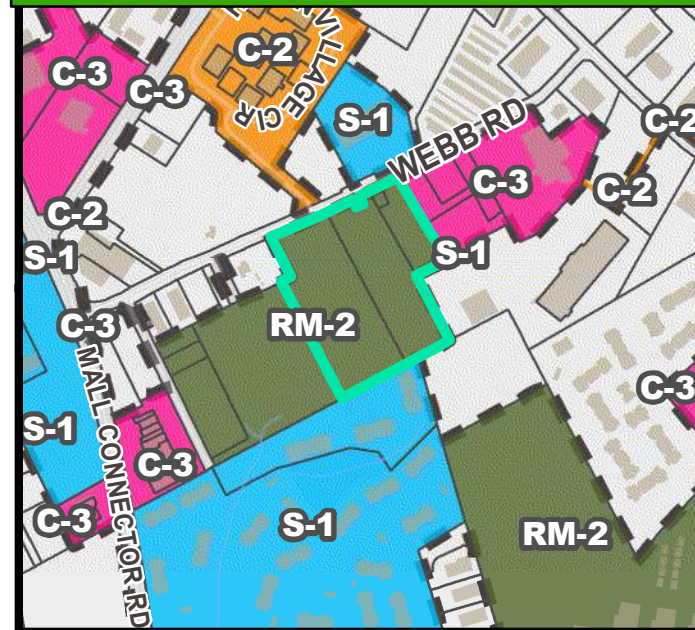 C-2
VILLAGE CIR
C-3
C-3
S-1
C-2
WEBB RD
C-3
C-2
C-2
S-1
S-1
C-3
RM-2
MALL CONNECTOR RD
C-3
S-1
C-3
C-3
S-1
RM-2